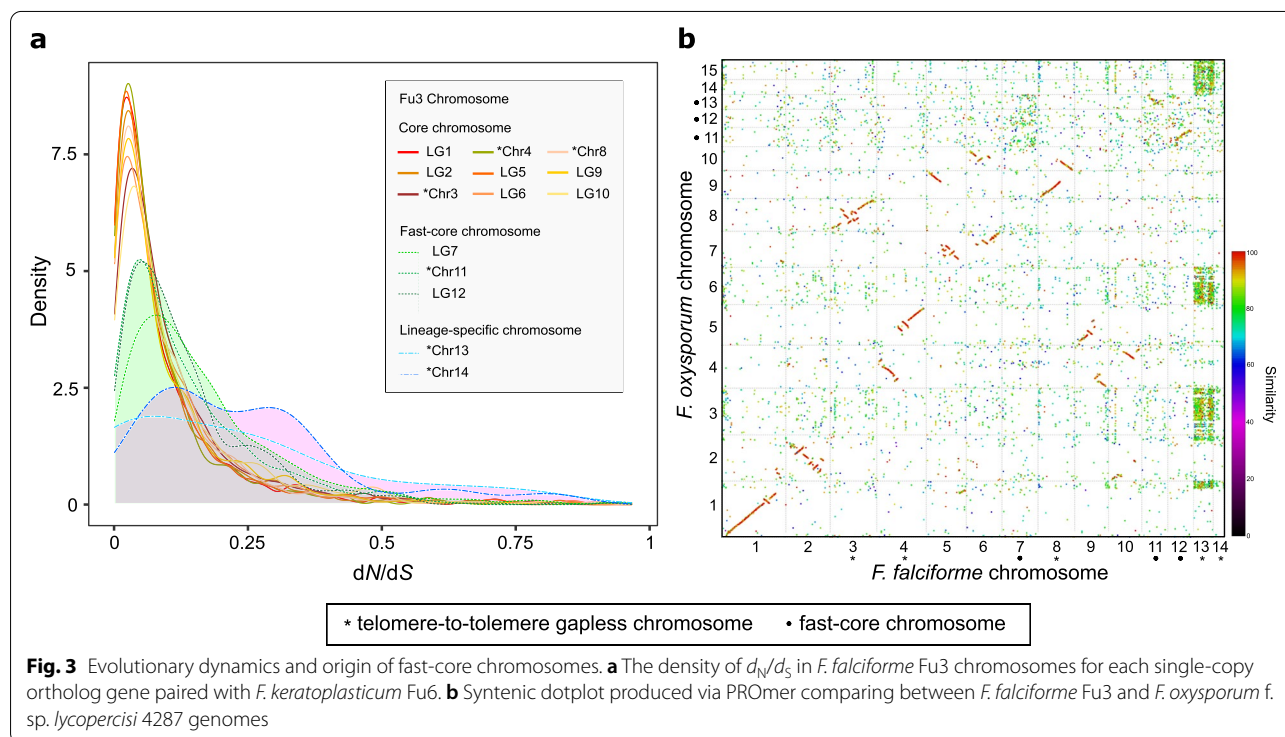 a
7.5
5
2.5
0
Density
0 0.25 0.5 0.75 1
dN/dS
Fu3 Chromosome
Core chromosome
LG1 *Chr4 *Chr8
LG2 LG5 LG9
*Chr3 LG6 LG10
Fast-core chromosome
LG7
*Chr11
LG12
Lineage-specific chromosome
*Chr13
*Chr14
b
15
14
• 13
• 12
• 11
10
9
8
7
6
5
4
3
2
1
F. oxysporum chromosome
1 2 3 4 5 6 7 8 9 10 11 12 13 14
* * • * • • * *
F. falciforme chromosome
100
80
60
40
20
0
Similarity
* telomere-to-tolemere gapless chromosome • fast-core chromosome
Fig. 3 Evolutionary dynamics and origin of fast-core chromosomes. a The density of dN/dS in F. falciforme Fu3 chromosomes for each single-copy
ortholog gene paired with F. keratoplasticum Fu6. b Syntenic dotplot produced via PROmer comparing between F. falciforme Fu3 and F. oxysporum f.
sp. lycopercisi 4287 genomes